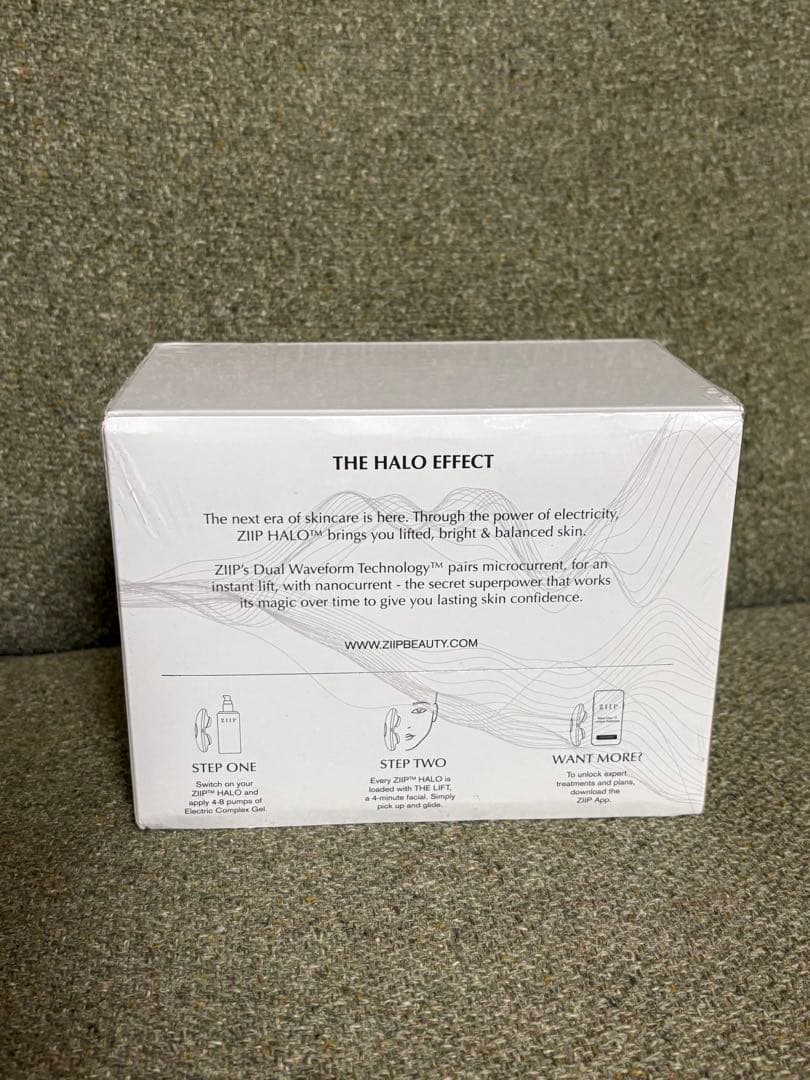 THE HALO EFFECT
The next era of skincare is here. Through the power of electricity,
ZIIP HALO™ brings you lifted, bright & balanced skin.
ZIIP's Dual Waveform Technology™ pairs microcurrent, for an
instant lift, with nanocurrent - the secret superpower that works
its magic over time to give you lasting skin confidence.
WWW.ZIIPBEAUTY.COM
ZIIP
ZIIP
STEP ONE
Switch on your
ZIIP™ HALO and
apply 4-8 pumps of
Electric Complex Gel.
STEP TWO
Every ZIIP™ HALO is
loaded with THE LIFT,
a 4-minute facial. Simply
pick up and glide.
WANT MORE?
To unlock expert
treatments and plans,
download the
ZIIP App.